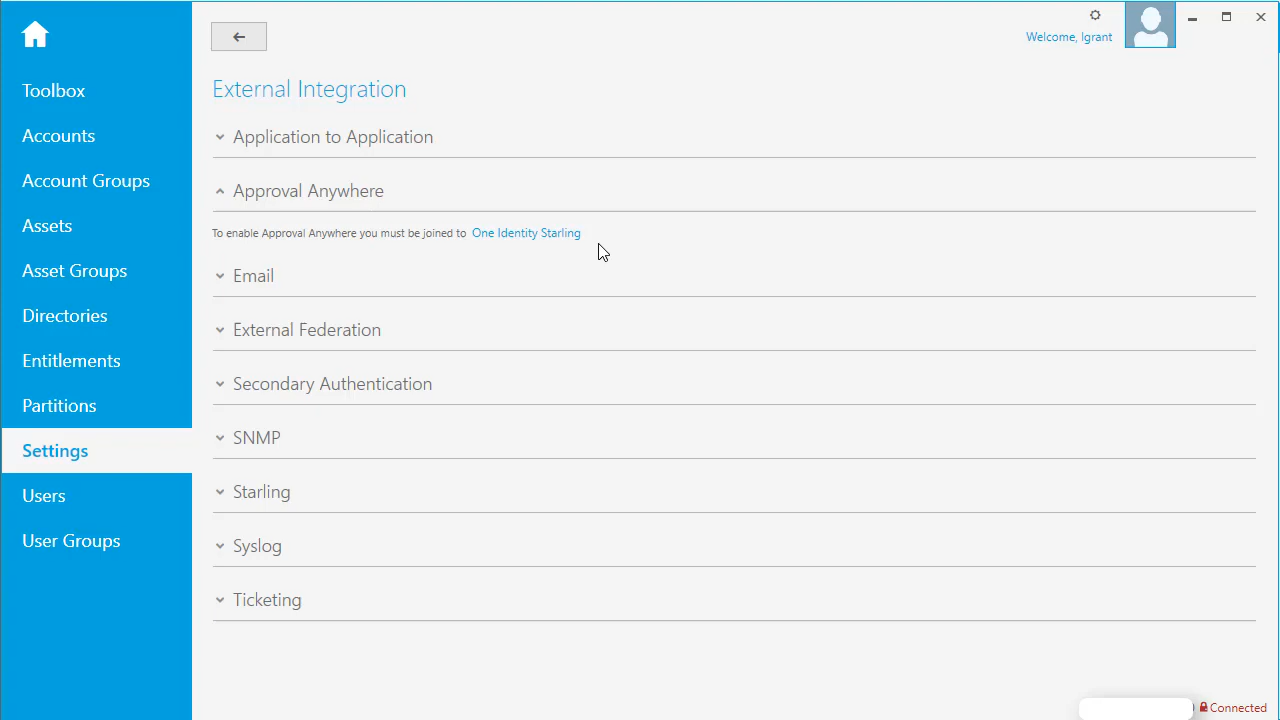 Welcome, Igrant
Toolbox
Accounts
Account Groups
Assets
Asset Groups
Directories
Entitlements
Partitions
Settings
Users
User Groups
External Integration
Application to Application
Approval Anywhere
To enable Approval Anywhere you must be joined to One Identity Starling
Email
External Federation
Secondary Authentication
SNMP
Starling
Syslog
Ticketing
Connected